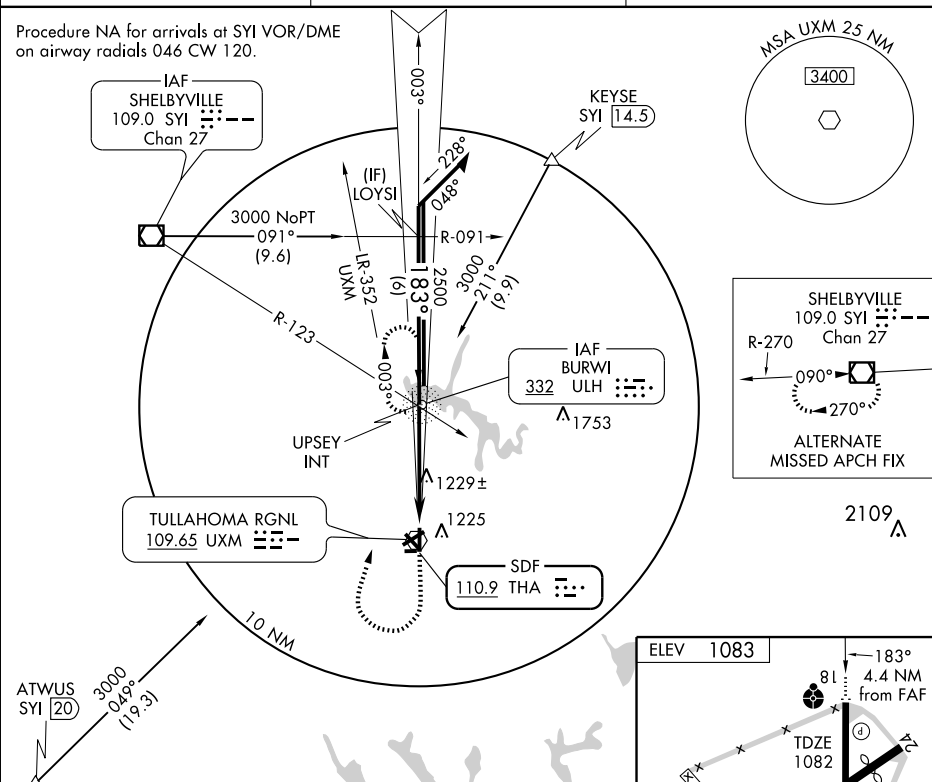 Procedure NA for arrivals at SYI VOR/DME
on airway radials 046 CW 120.
MSA UXM 25 NM
3400
IAF
SHELBYVILLE
109.0 SYI
Chan 27
003°
KEYSE
SYI 14.5
228°
048°
(IF)
LOYSI
3000 NoPT
091°
(9.6)
R-091
LR-352
UXM
183°
(6)
2500
3000
211°
(9.9)
R-123
003°
IAF
BURWI
332 ULH
1753
UPSEY
INT
SHELBYVILLE
109.0 SYI
Chan 27
R-270
090°
270°
ALTERNATE
MISSED APCH FIX
1229±
1225
2109
TULLAHOMA RGNL
109.65 UXM
SDF
110.9 THA
10 NM
ATWUS
SYI 20
3000
049°
(19.3)
ELEV 1083
183°
4.4 NM
from FAF
18
P
24
TDZE
1082